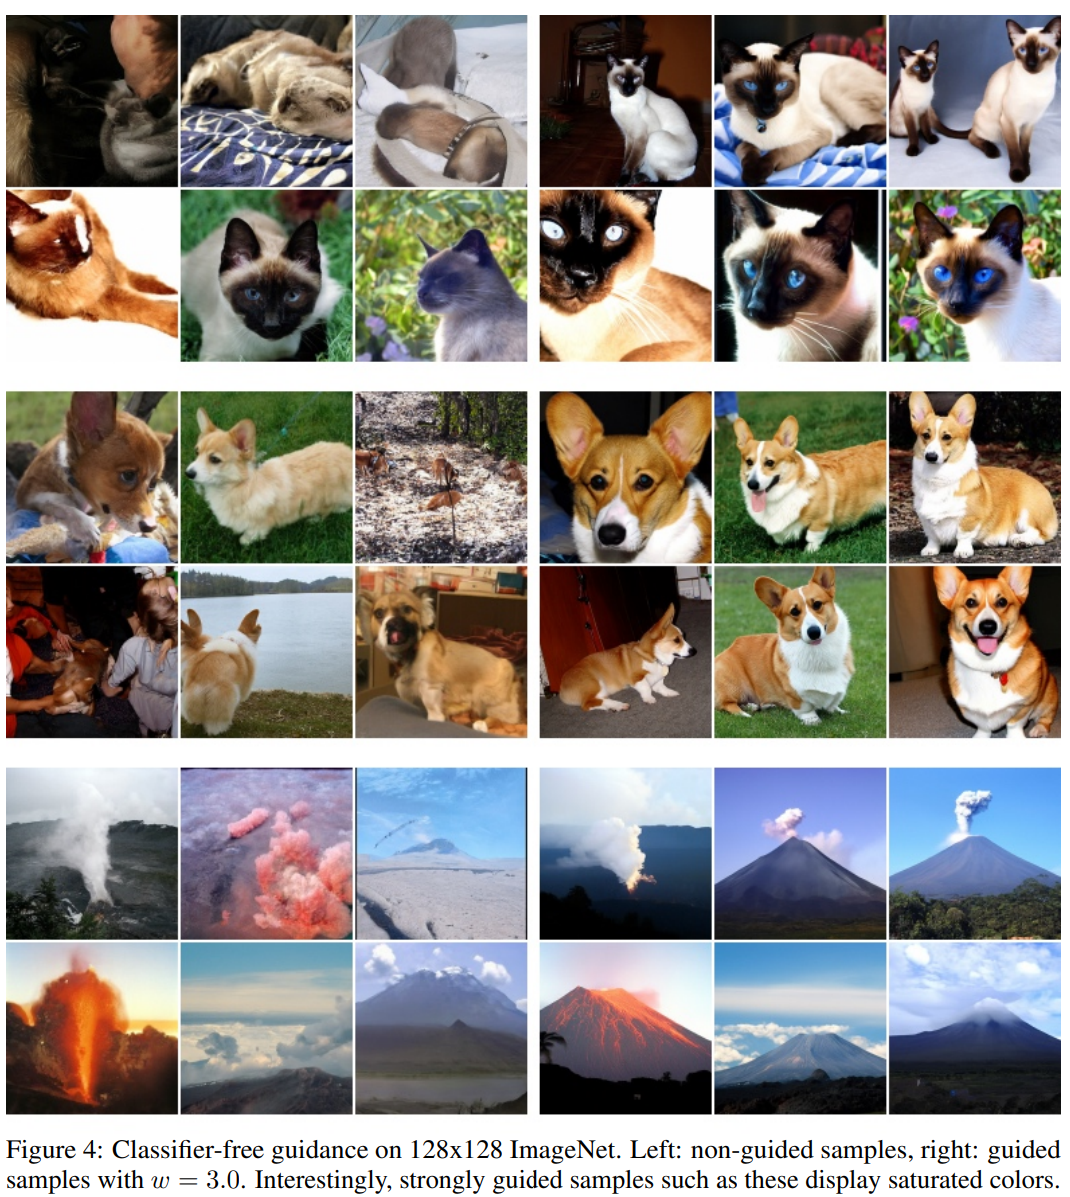 Figure 4: Classifier-free guidance on 128x128 ImageNet. Left: non-guided samples, right: guided
samples with w = 3.0. Interestingly, strongly guided samples such as these display saturated colors.